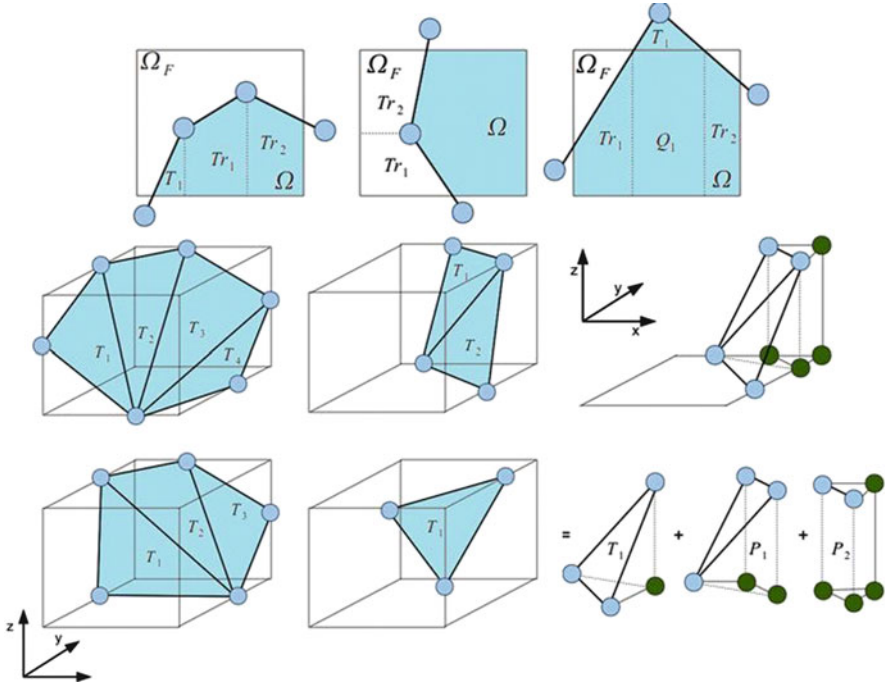 Ω_F
T_1
Tr_1
Tr_2
Ω
Ω_F
Tr_2
Tr_1
Ω
Ω_F
T_1
Tr_1
Q_1
Tr_2
Ω
T_1
T_2
T_3
T_4
T_1
T_2
z
y
x
T_1
T_2
T_3
T_1
=
T_1
+
P_1
+
P_2
z
y